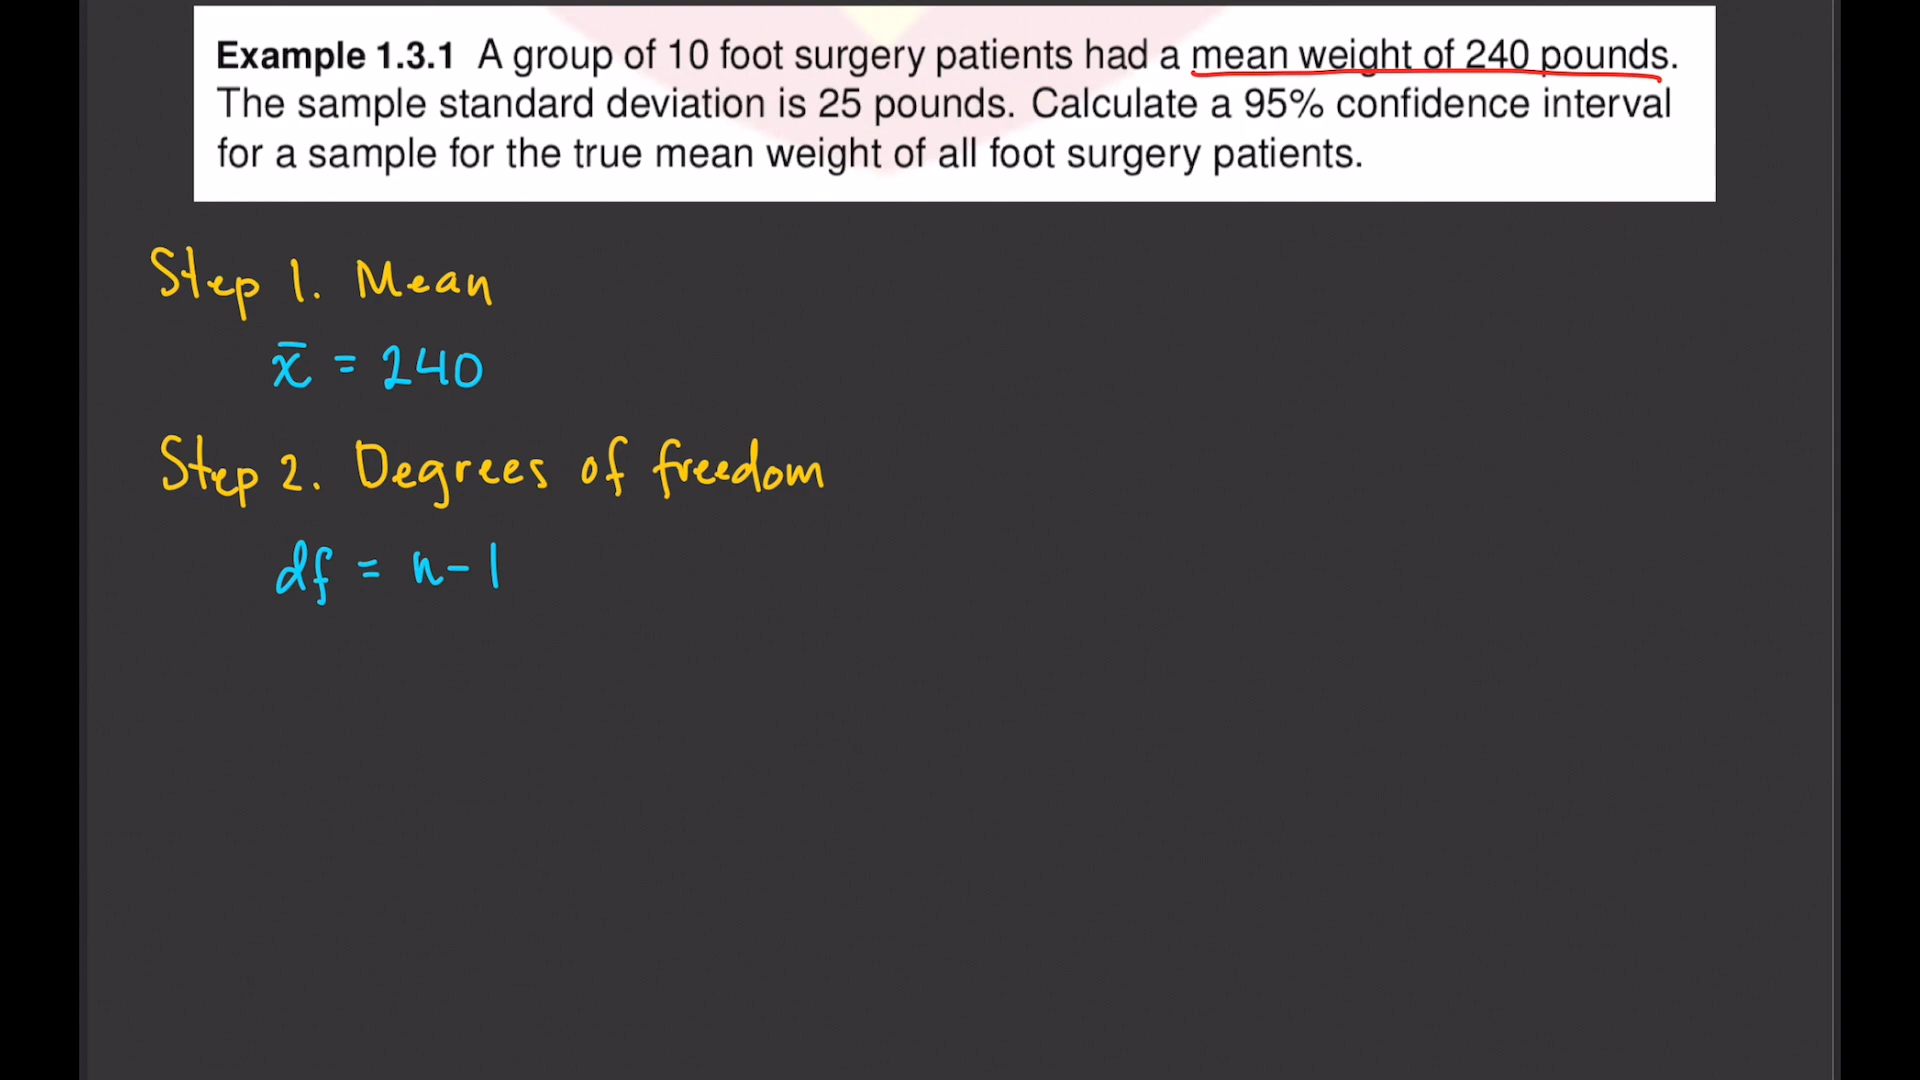 Example 1.3.1 A group of 10 foot surgery patients had a mean weight of 240 pounds.
The sample standard deviation is 25 pounds. Calculate a 95% confidence interval
for a sample for the true mean weight of all foot surgery patients.
Step 1. Mean
x̄ = 240
Step 2. Degrees of freedom
df = n-1